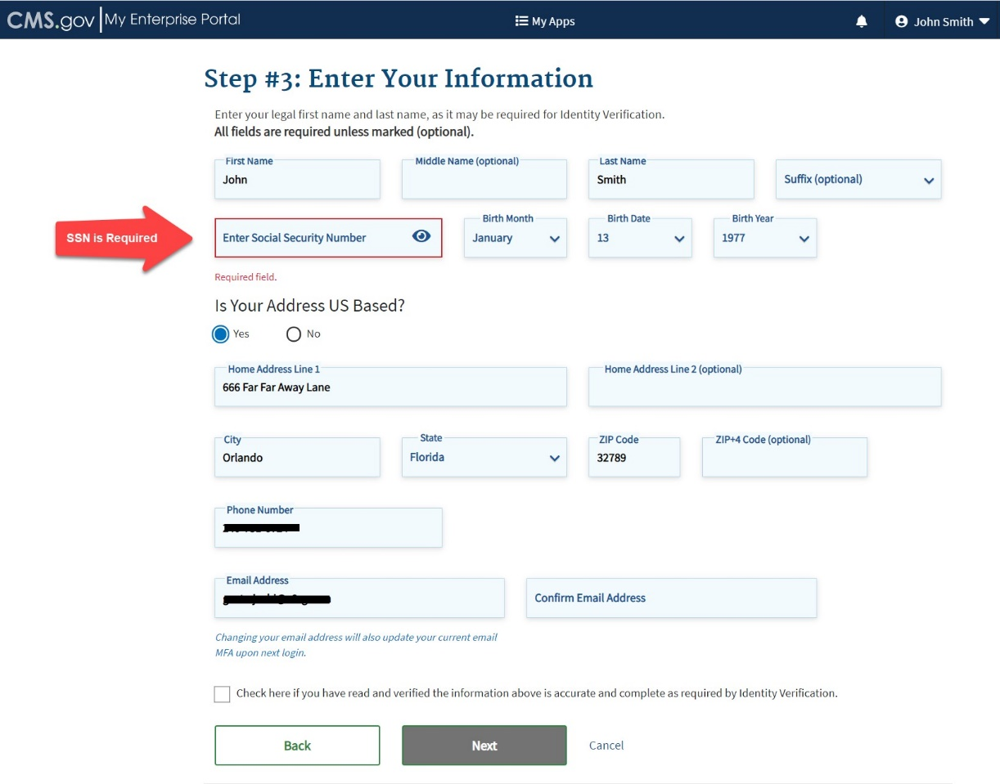 CMS.gov My Enterprise Portal
My Apps
John Smith
Step #3: Enter Your Information
Enter your legal first name and last name, as it may be required for Identity Verification.
All fields are required unless marked (optional).
First Name
John
Middle Name (optional)
Last Name
Smith
Suffix (optional)
SSN is Required
Enter Social Security Number
Birth Month
January
Birth Date
13
Birth Year
1977
Required field.
Is Your Address US Based?
Yes
No
Home Address Line 1
666 Far Far Away Lane
Home Address Line 2 (optional)
City
Orlando
State
Florida
ZIP Code
32789
ZIP+4 Code (optional)
Phone Number
Email Address
Confirm Email Address
Changing your email address will also update your current email
MFA upon next login.
Check here if you have read and verified the information above is accurate and complete as required by Identity Verification.
Back
Next
Cancel